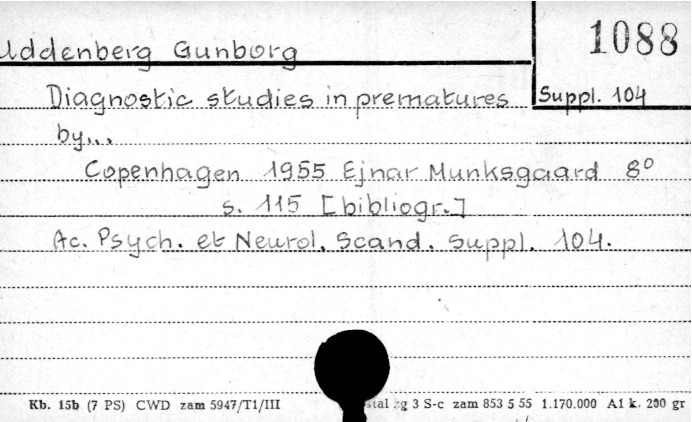 Uddenberg Gunborg
1088
Suppl. 104
Diagnostic studies in prematures
by...
Copenhagen 1955 Ejnar Munksgaard 8°
s. 115 [bibliogr.]
Ac. Psych. et Neurol. Scand. Suppl. 104.
Kb. 15b (7 PS) CWD zam 5947/T1/III
zam 853 5 55 1.170.000 A1 k. 200 gr